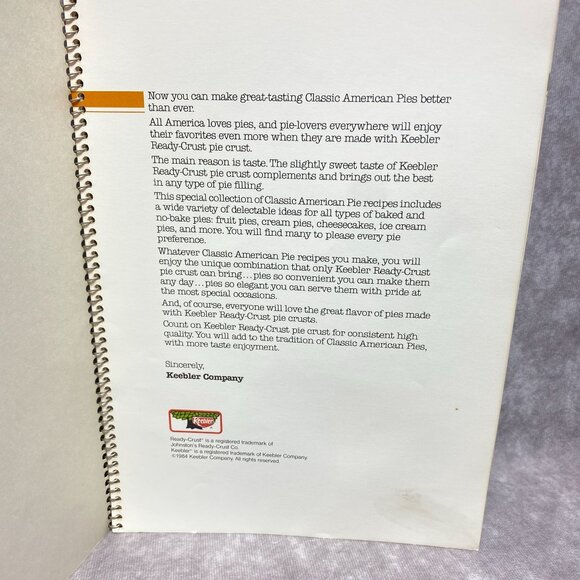 Now you can make great-tasting Classic American Pies better
than ever.
All America loves pies, and pie-lovers everywhere will enjoy
their favorites even more when they are made with Keebler
Ready-Crust pie crust.
The main reason is taste. The slightly sweet taste of Keebler
Ready-Crust pie crust complements and brings out the best
in any type of pie filling.
This special collection of Classic American Pie recipes includes
a wide variety of delectable ideas for all types of baked and
no-bake pies: fruit pies, cream pies, cheesecakes, ice cream
pies, and more. You will find many to please every pie
preference.
Whatever Classic American Pie recipes you make, you will
enjoy the unique combination that only Keebler Ready-Crust
pie crust can bring...pies so convenient you can make them
any day...pies so elegant you can serve them with pride at
the most special occasions.
And, of course, everyone will love the great flavor of pies made
with Keebler Ready-Crust pie crusts.
Count on Keebler Ready-Crust pie crust for consistent high
quality. You will add to the tradition of Classic American Pies,
with more taste enjoyment.
Sincerely,
Keebler Company
Keebler
Ready-Crust® is a registered trademark of
Johnston's Ready-Crust Co.
Keebler® is a registered trademark of Keebler Company.
©1984 Keebler Company. All rights reserved.